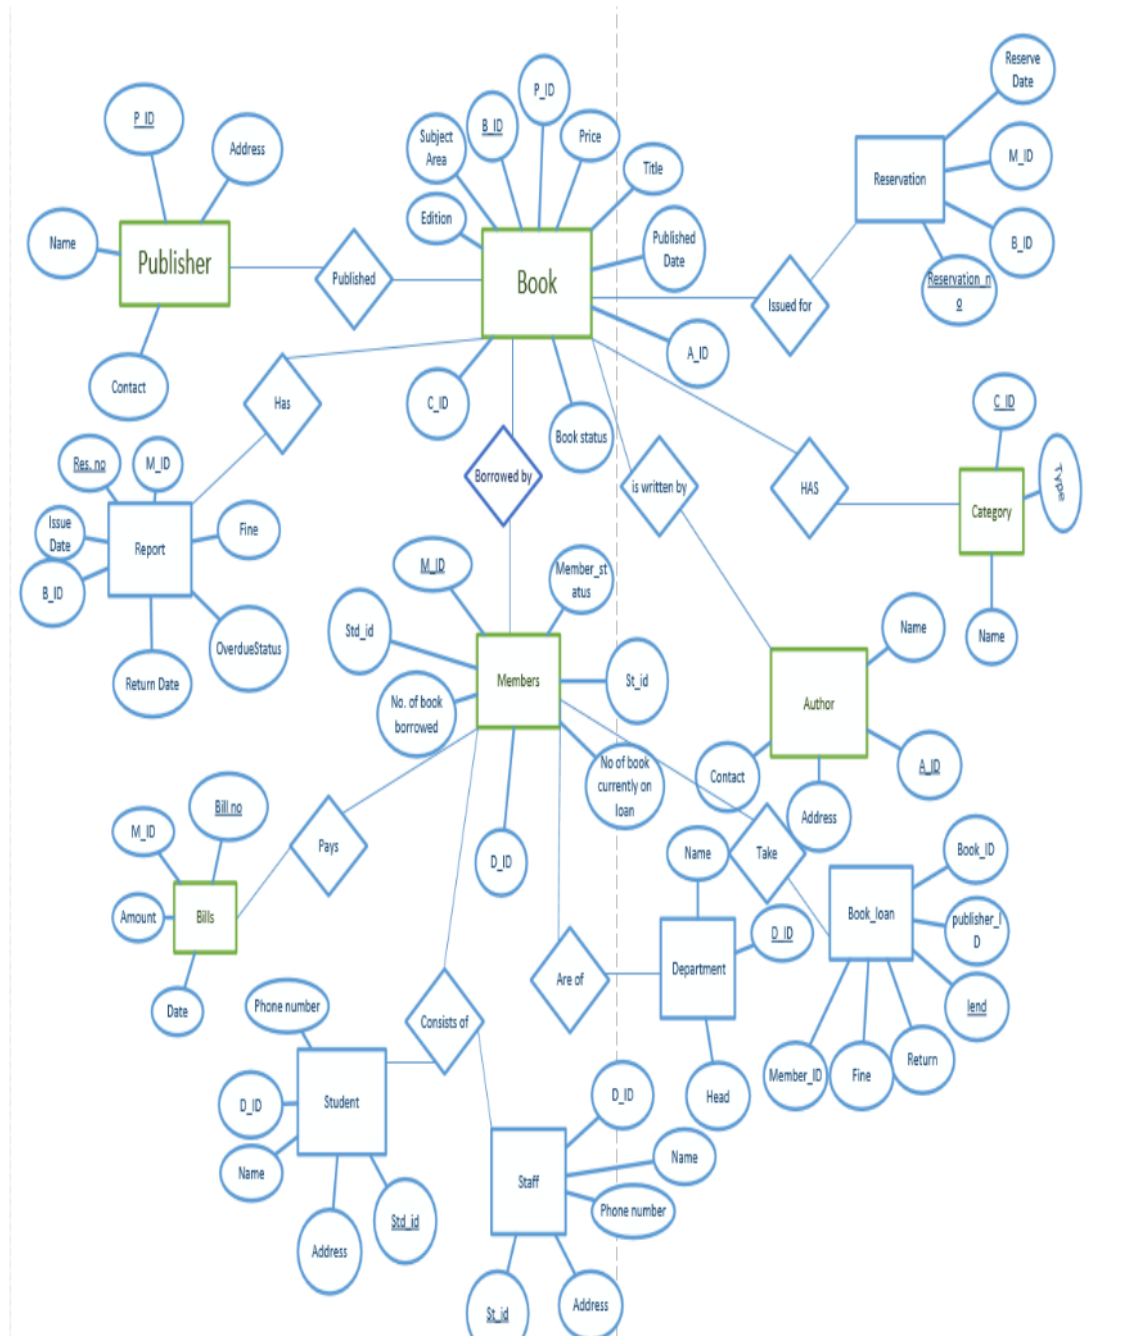 Reserve
Date
P_ID
P_ID
Address
Subject
Area
B_ID
Price
Title
M_ID
Reservation
Name
Publisher
Edition
Published
Date
B_ID
Published
Book
Issued for
Reservation_n
o
A_ID
Contact
Has
C_ID
Book status
C_ID
Res. no
M_ID
Borrowed by
is written by
HAS
Type
Category
Issue
Date
Report
Fine
B_ID
OverdueStatus
Return Date
M_ID
Member_st
atus
Std_id
Members
St_id
No. of book
borrowed
No of book
currently on
loan
D_ID
Name
Name
Author
Contact
A_ID
Address
Bill no
M_ID
Pays
Amount
Bills
Date
Name
Take
Book_ID
Book_loan
publisher_I
D
D_ID
Department
lend
Are of
Member_ID
Fine
Return
Head
Phone number
Consists of
Student
D_ID
Name
Address
Std_id
D_ID
Name
Staff
Phone number
St_id
Address